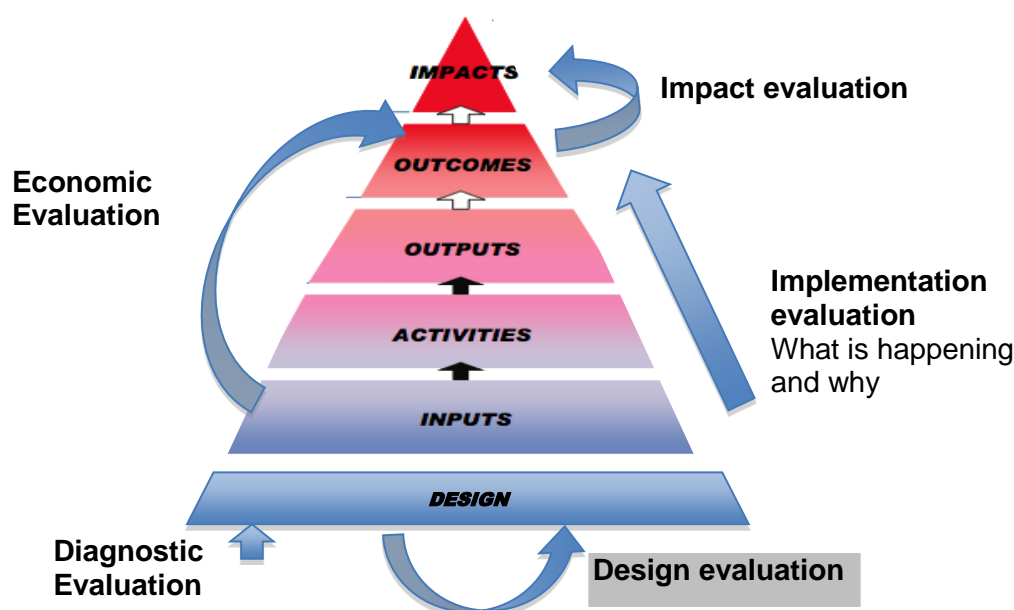 IMPACTS
Impact evaluation
OUTCOMES
Economic
Evaluation
OUTPUTS
Implementation
evaluation
What is happening
and why
ACTIVITIES
INPUTS
DESIGN
Diagnostic
Evaluation
Design evaluation